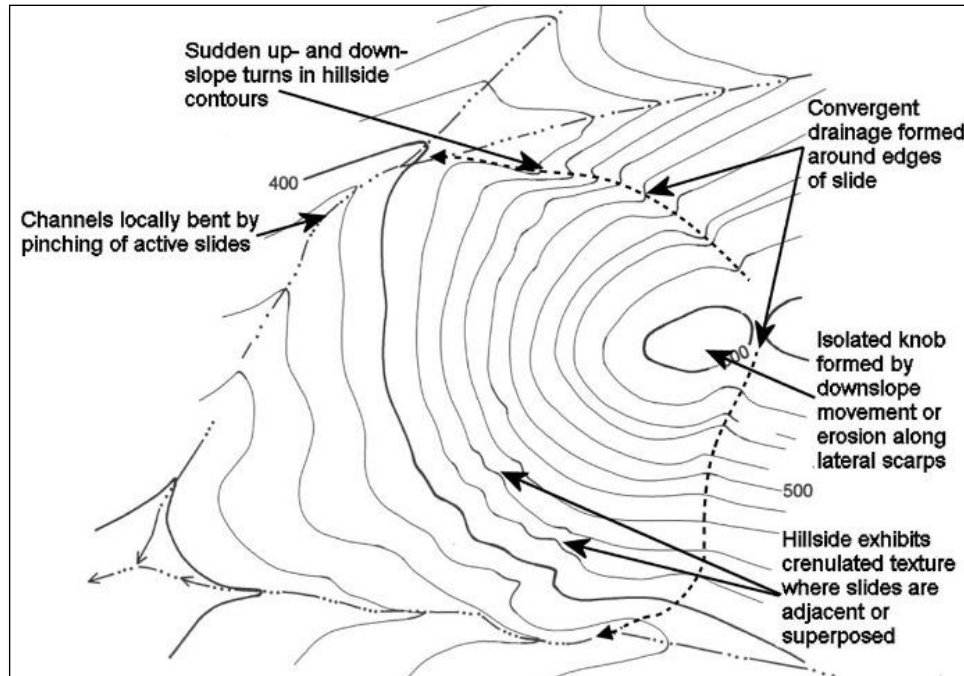 Sudden up- and down-
slope turns in hillside
contours
Convergent
drainage formed
around edges
of slide
400
Channels locally bent by
pinching of active slides
Isolated knob
formed by
downslope
movement or
erosion along
lateral scarps
500
Hillside exhibits
crenulated texture
where slides are
adjacent or
superposed